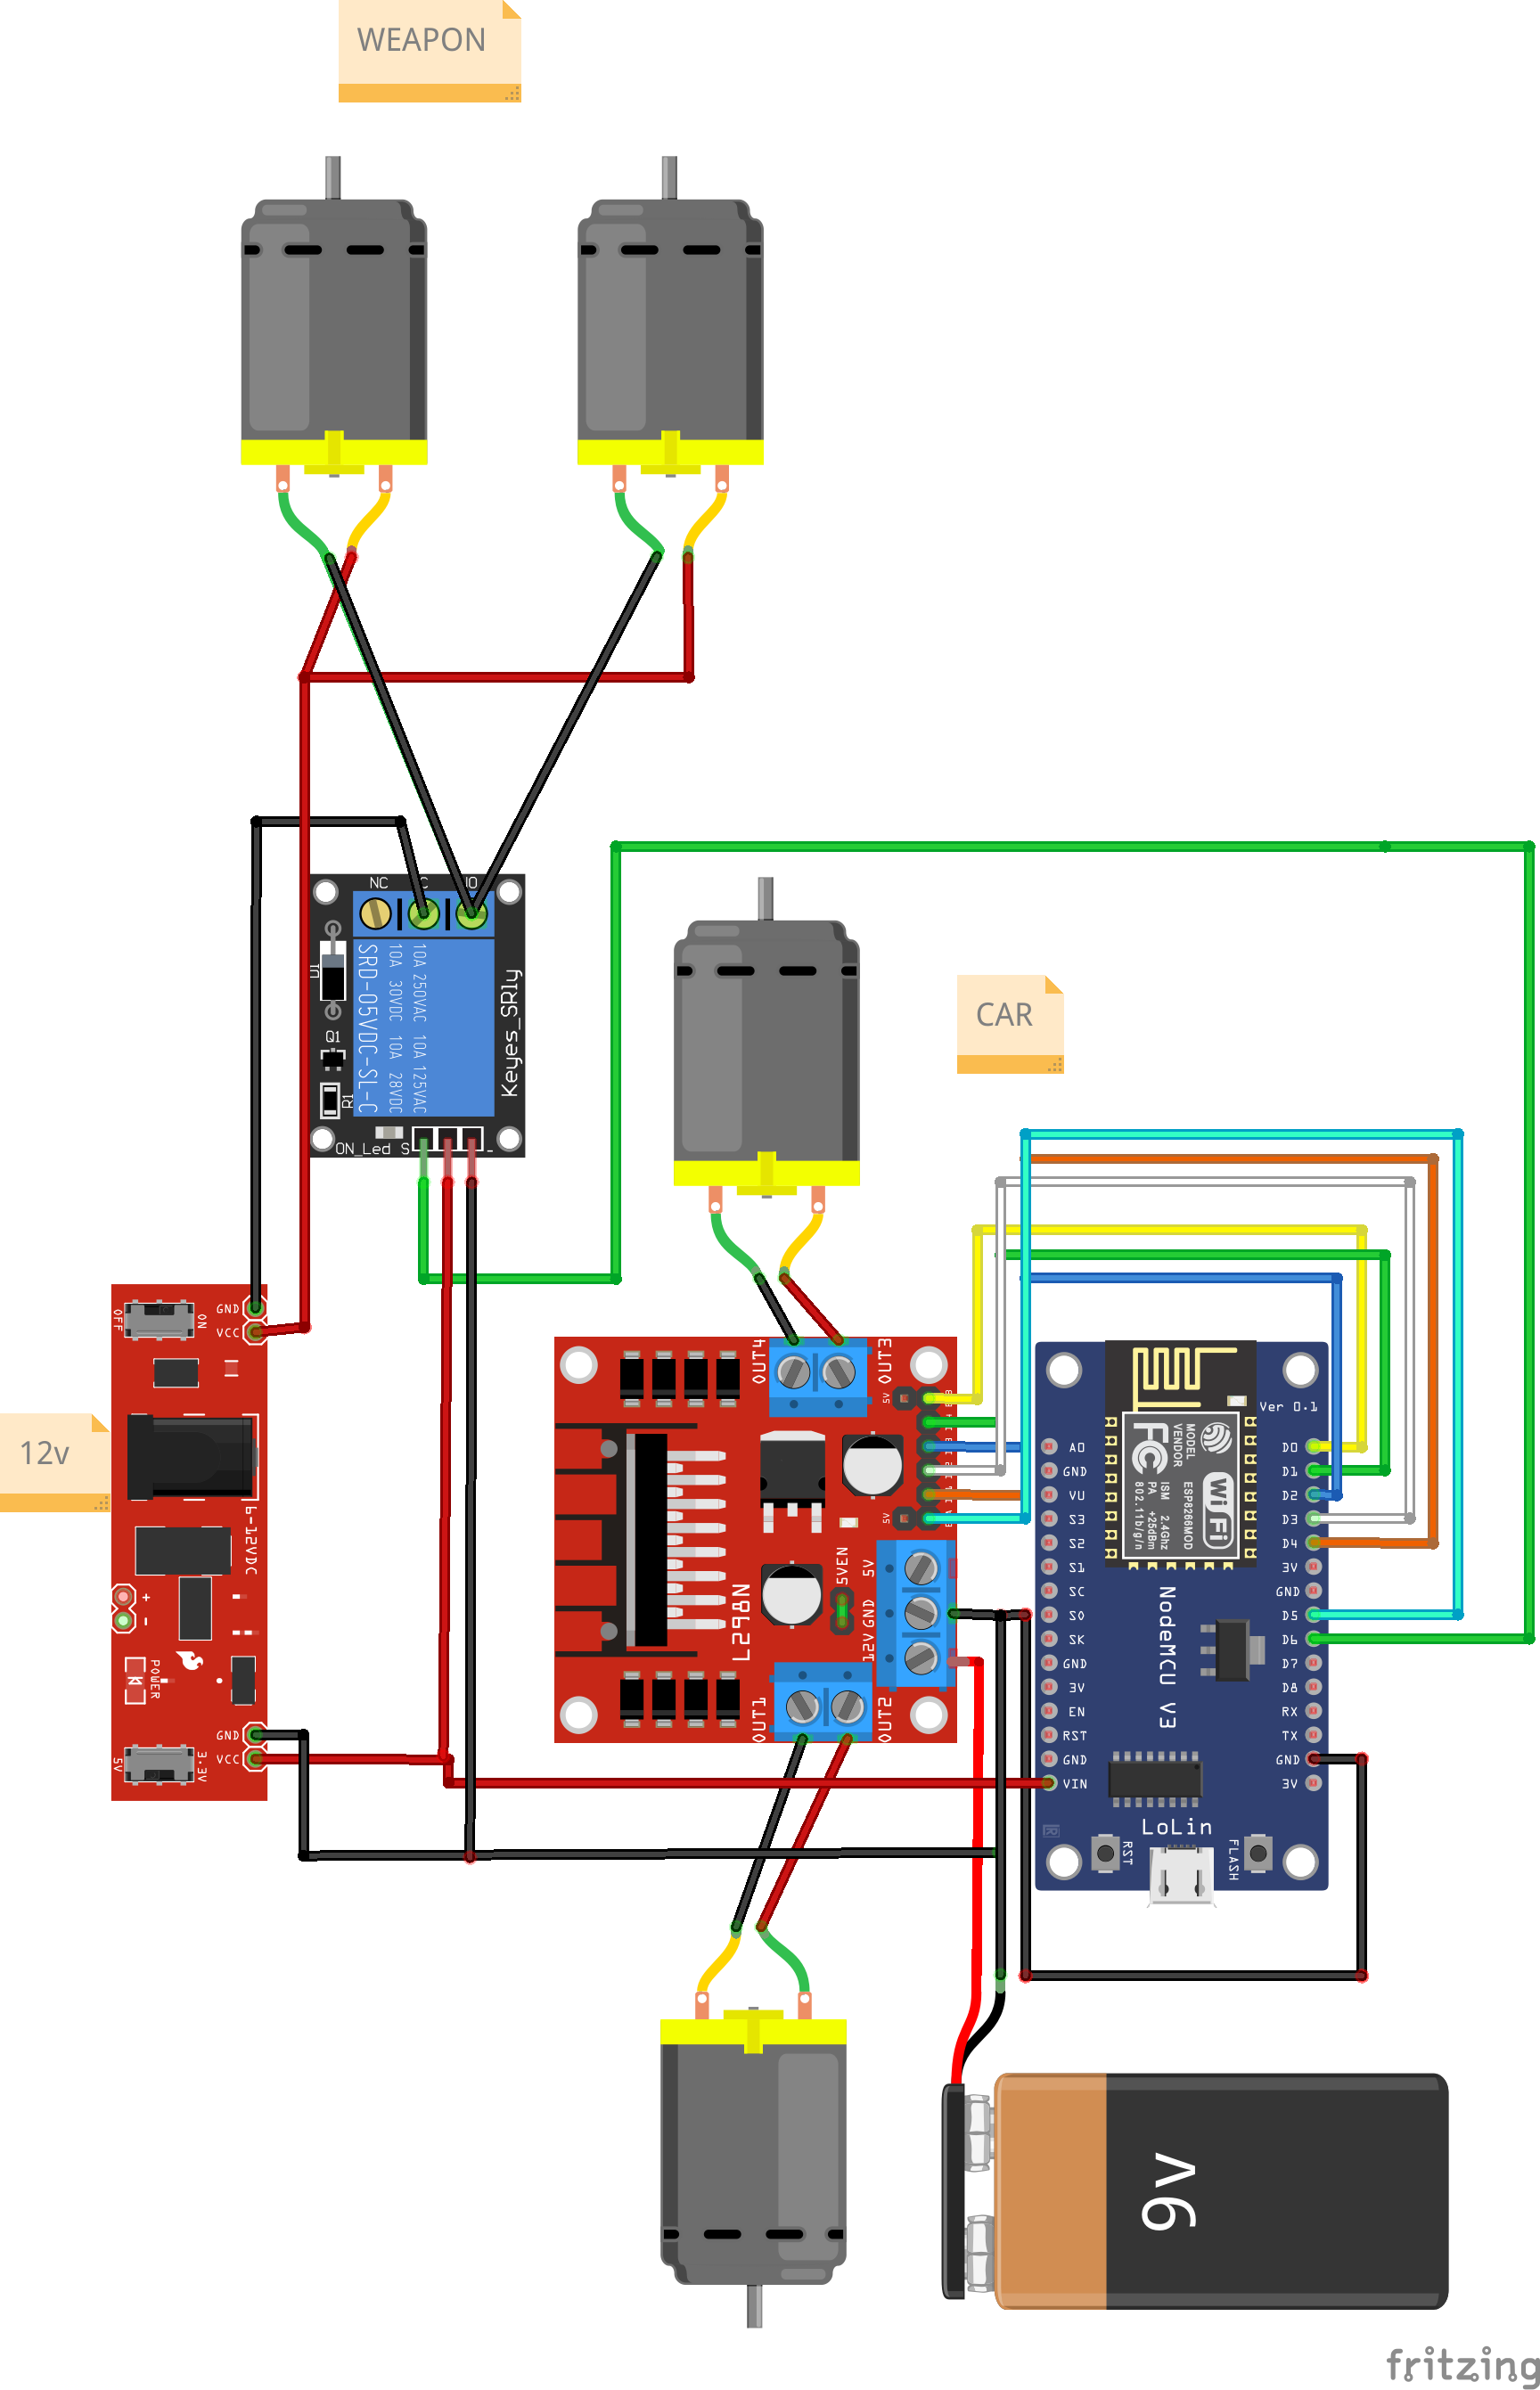 WEAPON
NC
C
NO
SRD-05VDC-SL-C
10A 30VDC 10A 28VDC
10A 250VAC 10A 125VAC
Keyes_SRly
D1
Q1
R1
ON_Led
S
-
CAR
OFF
ON
GND
VCC
12v
6-12VDC
+
-
POWER
GND
VCC
5V
3.3V
OUT4
OUT3
5V
5V
5VEN
5V
GND
12V
L298N
OUT1
OUT2
Ver 0.1
MODEL
VENDOR
ESP8266MOD
ISM 2.4GHz
PA +25dBm
802.11b/g/n
FC
WiFi
A0
GND
VU
S3
S2
S1
SC
S0
SK
GND
3V
EN
RST
GND
VIN
D0
D1
D2
D3
D4
3V
GND
D5
D6
D7
D8
RX
TX
GND
3V
NodeMCU V3
LoLin
RST
FLASH
9v
fritzing